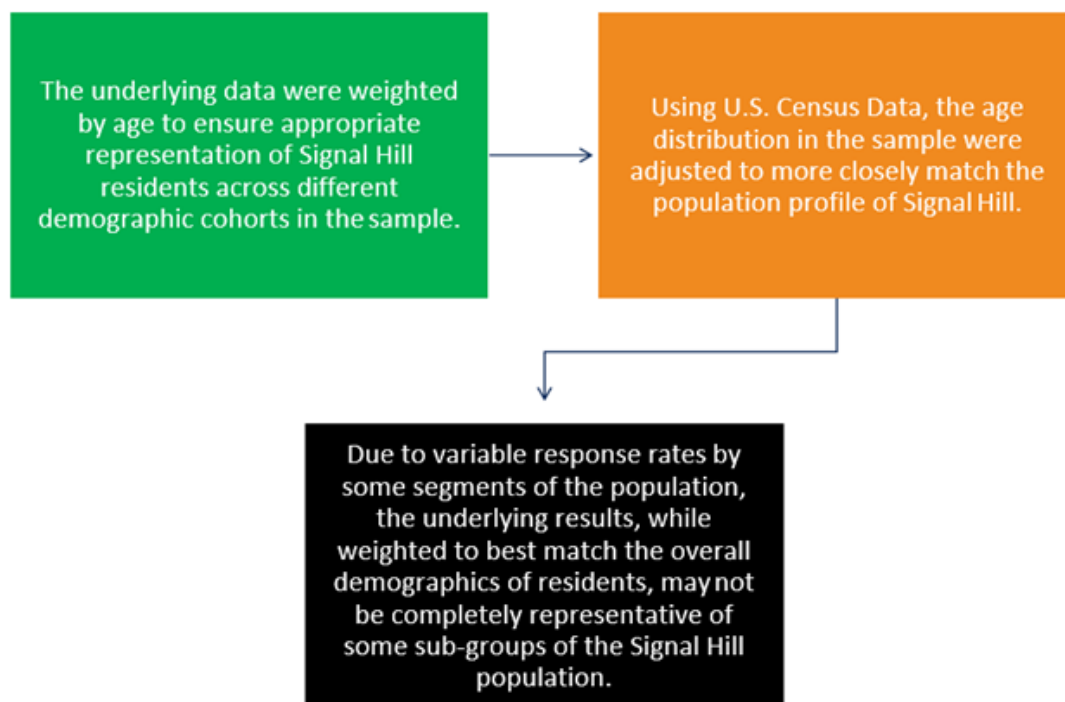 The underlying data were weighted
by age to ensure appropriate
representation of Signal Hill
residents across different
demographic cohorts in the sample.
Using U.S. Census Data, the age
distribution in the sample were
adjusted to more closely match the
population profile of Signal Hill.
Due to variable response rates by
some segments of the population,
the underlying results, while
weighted to best match the overall
demographics of residents, may not
be completely representative of
some sub-groups of the Signal Hill
population.